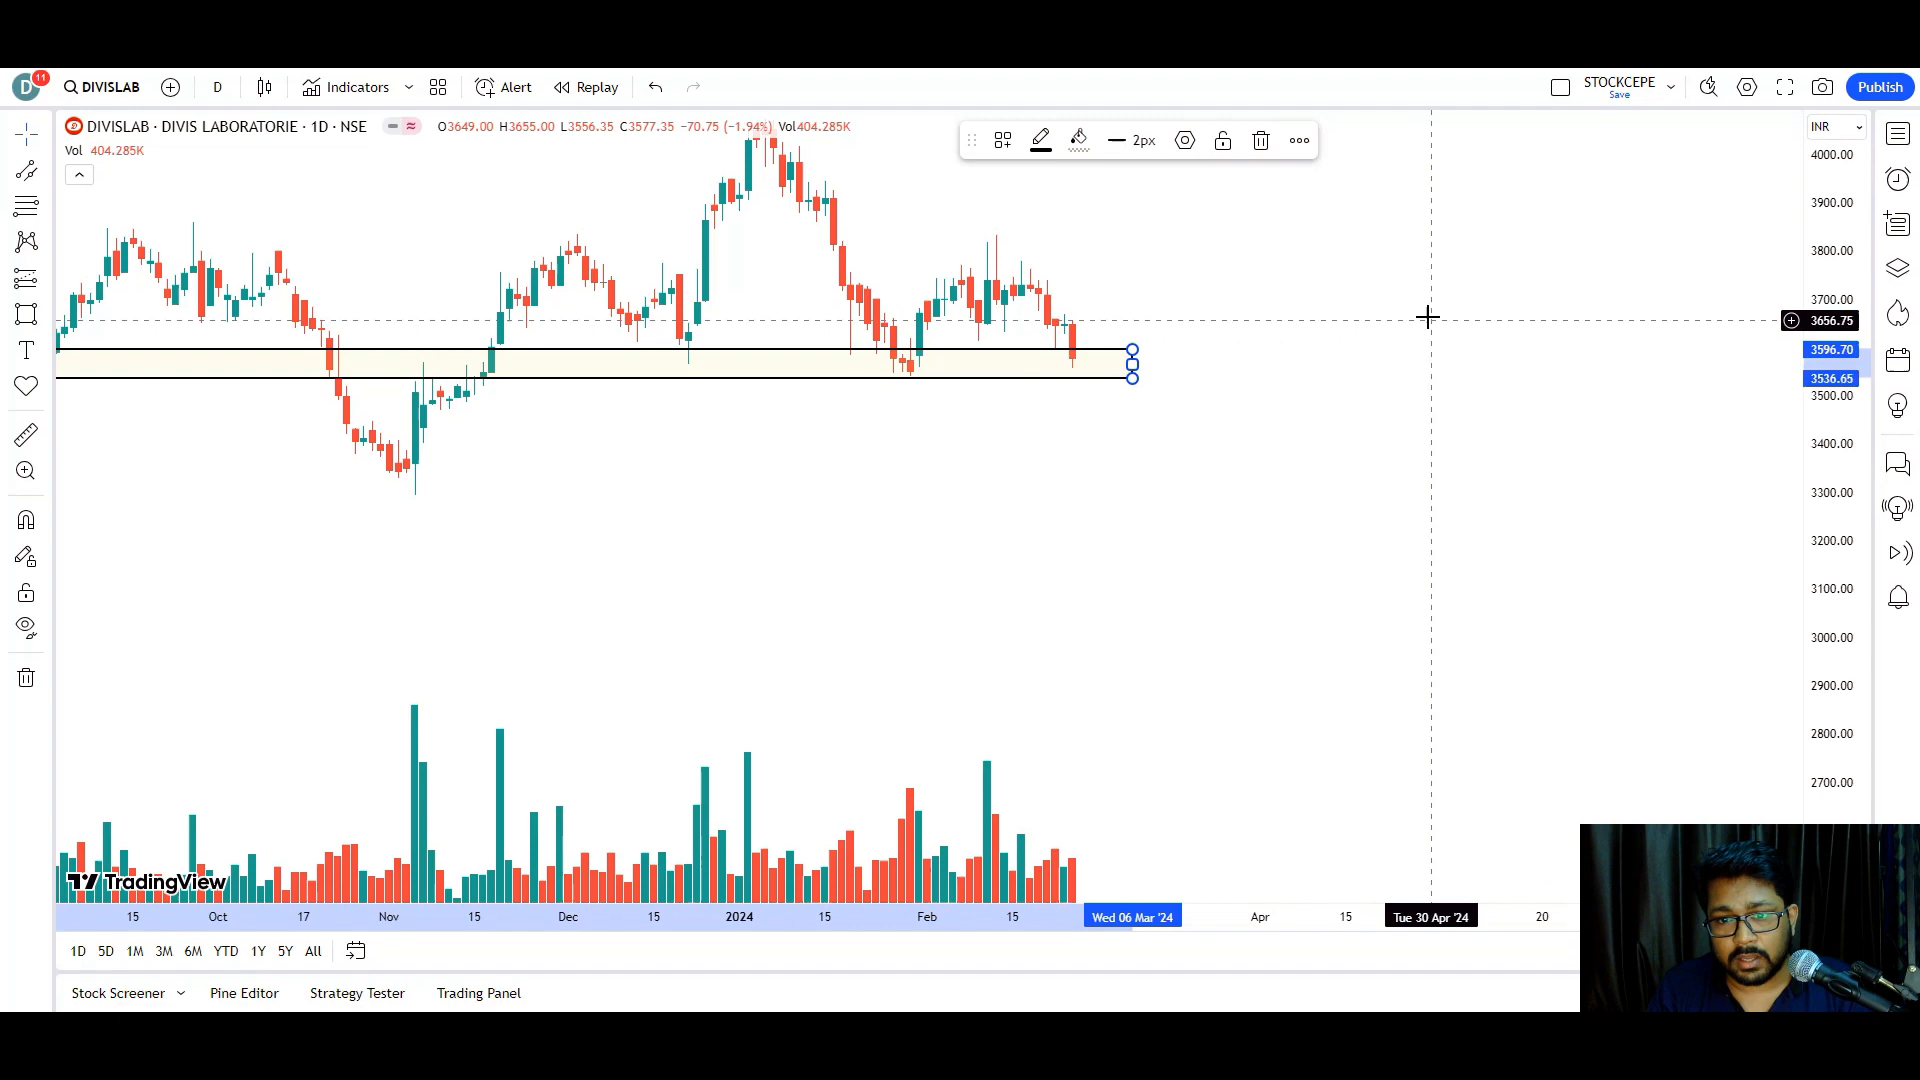 D 11 DIVISLAB D Indicators Alert Replay STOCKCEPE Save Publish
DIVISLAB · DIVIS LABORATORIE · 1D · NSE O3649.00 H3655.00 L3556.35 C3577.35 −70.75 (−1.94%) Vol404.285K
Vol 404.285K
2px
INR
4000.00
3900.00
3800.00
3700.00
3656.75
3596.70
3536.65
3500.00
3400.00
3300.00
3200.00
3100.00
3000.00
2900.00
2800.00
2700.00
TradingView
15 Oct 17 Nov 15 Dec 15 2024 15 Feb 15 Wed 06 Mar '24 Apr 15 Tue 30 Apr '24 20
1D 5D 1M 3M 6M YTD 1Y 5Y All
Stock Screener Pine Editor Strategy Tester Trading Panel